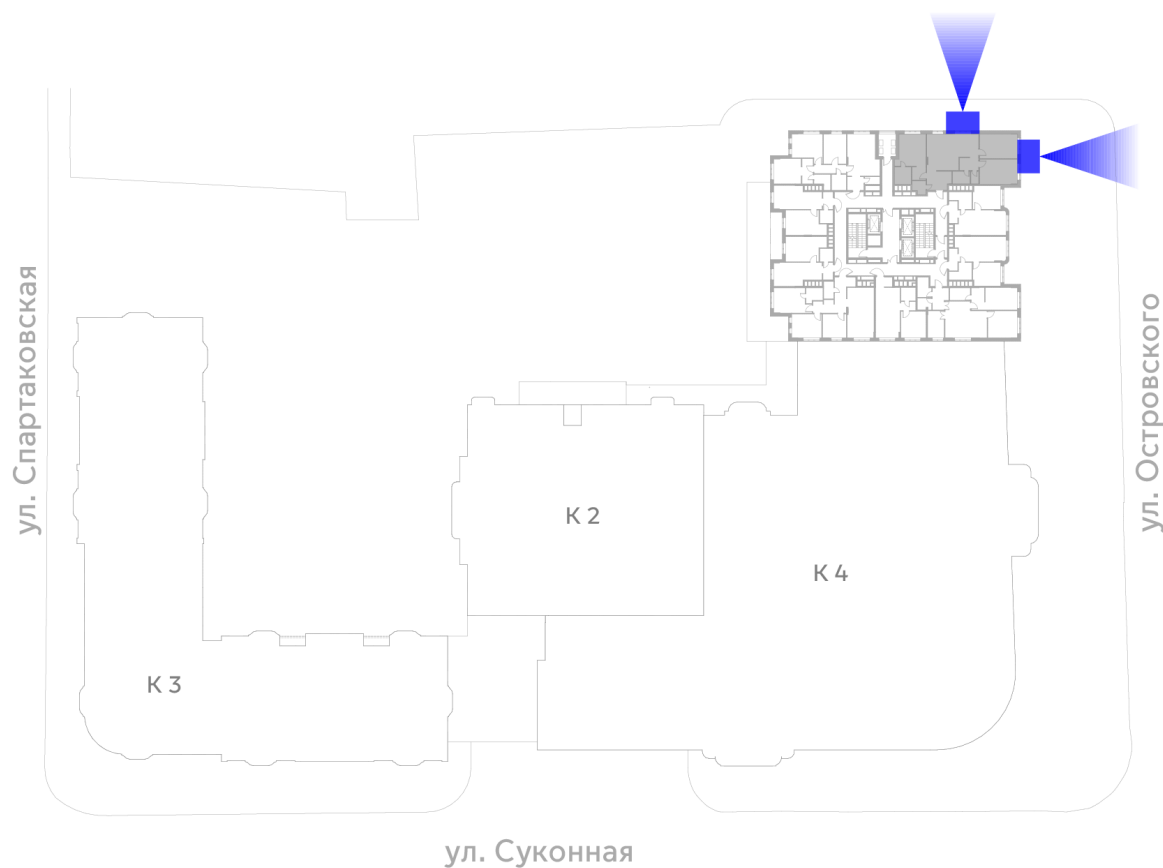 ул. Спартаковская
ул. Островского
К 2
К 4
К 3
ул. Суконная